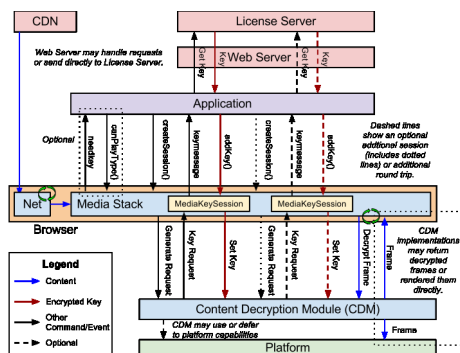 CDN
License Server
Web Server may handle requests
or send directly to License Server.
Get Key
Key
Get Key
Key
Web Server
Application
Optional
needkey
canPlayType()
createSession()
keymessage
addKey()
createSession()
keymessage
addKey()
Dashed lines
show an optional
additional session
(includes dotted
lines) or additional
round trip.
Net
Media Stack
MediaKeySession
MediaKeySession
Browser
Generate Request
Key Request
Set Key
Generate Request
Key Request
Set Key
Decrypt Frame
Frame
CDM
implementations
may return
decrypted
frames or
rendered them
directly.
Legend
Content
Encrypted Key
Other
Command/Event
Optional
Content Decryption Module (CDM)
CDM may use or defer
to platform capabilities
Frame
Platform